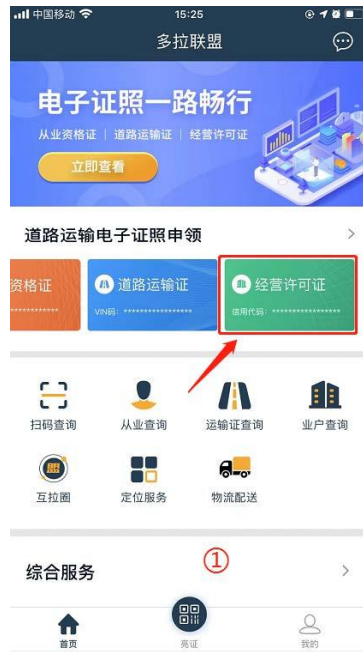 中国移动 15:25
多拉联盟
电子证照一路畅行
从业资格证 | 道路运输证 | 经营许可证
立即查看
道路运输电子证照申领
资格证 道路运输证 经营许可证
************ VIN码: ***************** 信用代码: *****************
扫码查询 从业查询 运输证查询 业户查询
互拉圈 定位服务 物流配送
综合服务 ①
首页 亮证 我的